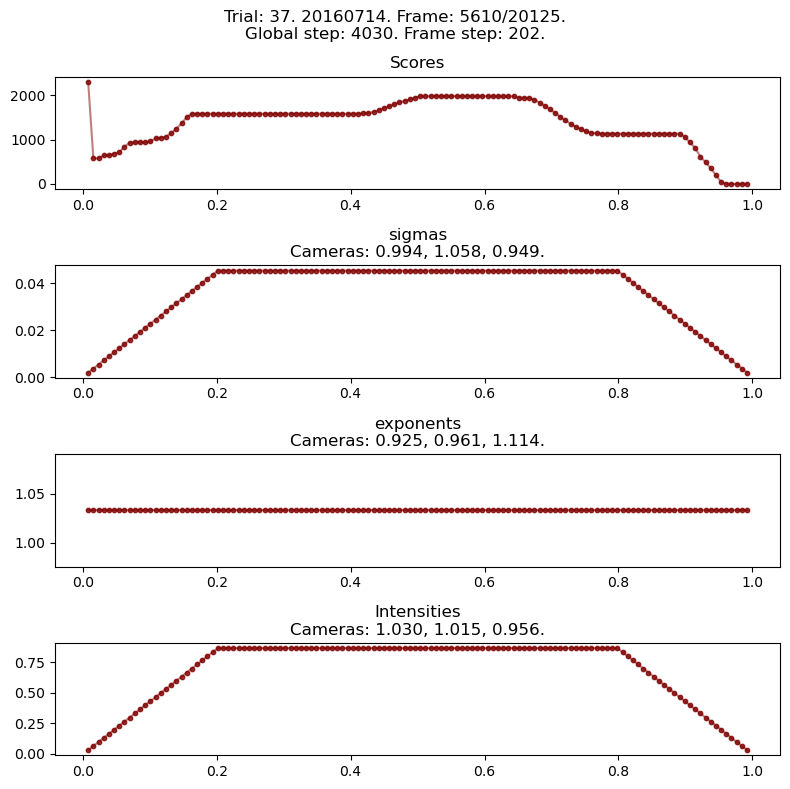 Trial: 37. 20160714. Frame: 5610/20125.
Global step: 4030. Frame step: 202.
Scores
2000
1000
0
0.0 0.2 0.4 0.6 0.8 1.0
sigmas
Cameras: 0.994, 1.058, 0.949.
0.04
0.02
0.00
0.0 0.2 0.4 0.6 0.8 1.0
exponents
Cameras: 0.925, 0.961, 1.114.
1.05
1.00
0.0 0.2 0.4 0.6 0.8 1.0
Intensities
Cameras: 1.030, 1.015, 0.956.
0.75
0.50
0.25
0.00
0.0 0.2 0.4 0.6 0.8 1.0